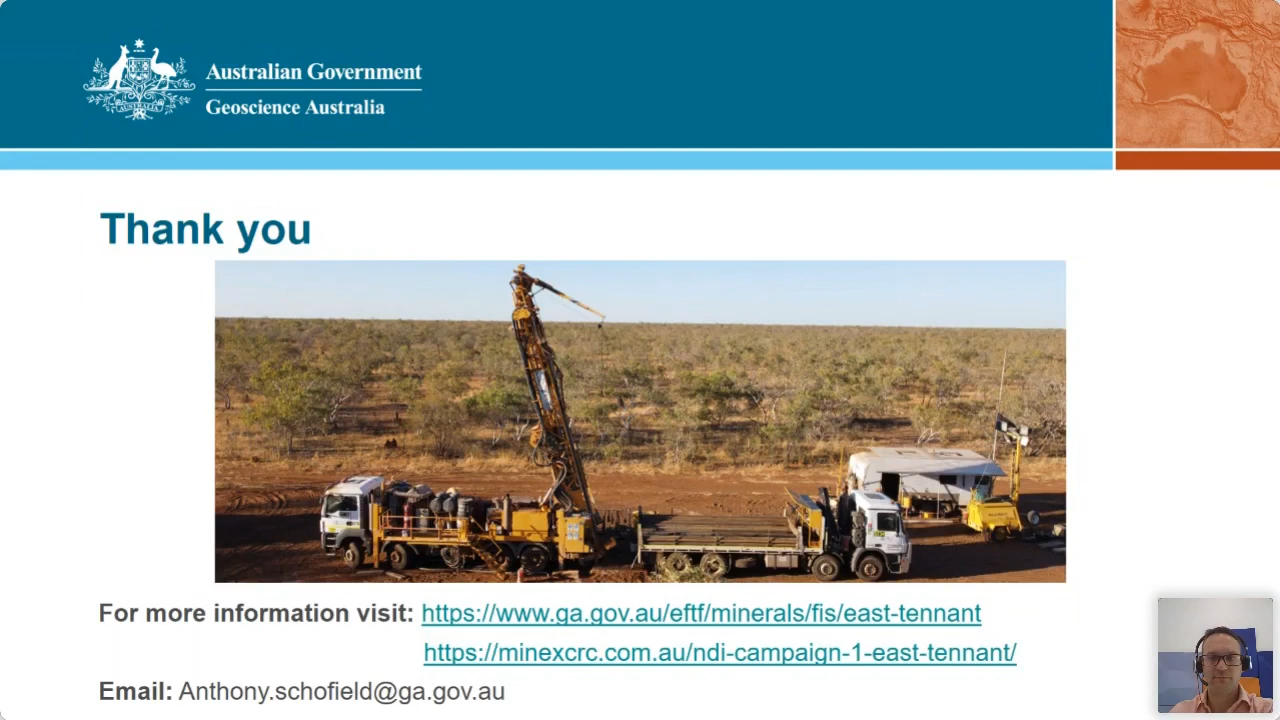 Australian Government
Geoscience Australia
Thank you
For more information visit: https://www.ga.gov.au/eftf/minerals/fis/east-tennant
https://minexcrc.com.au/ndi-campaign-1-east-tennant/
Email: Anthony.schofield@ga.gov.au